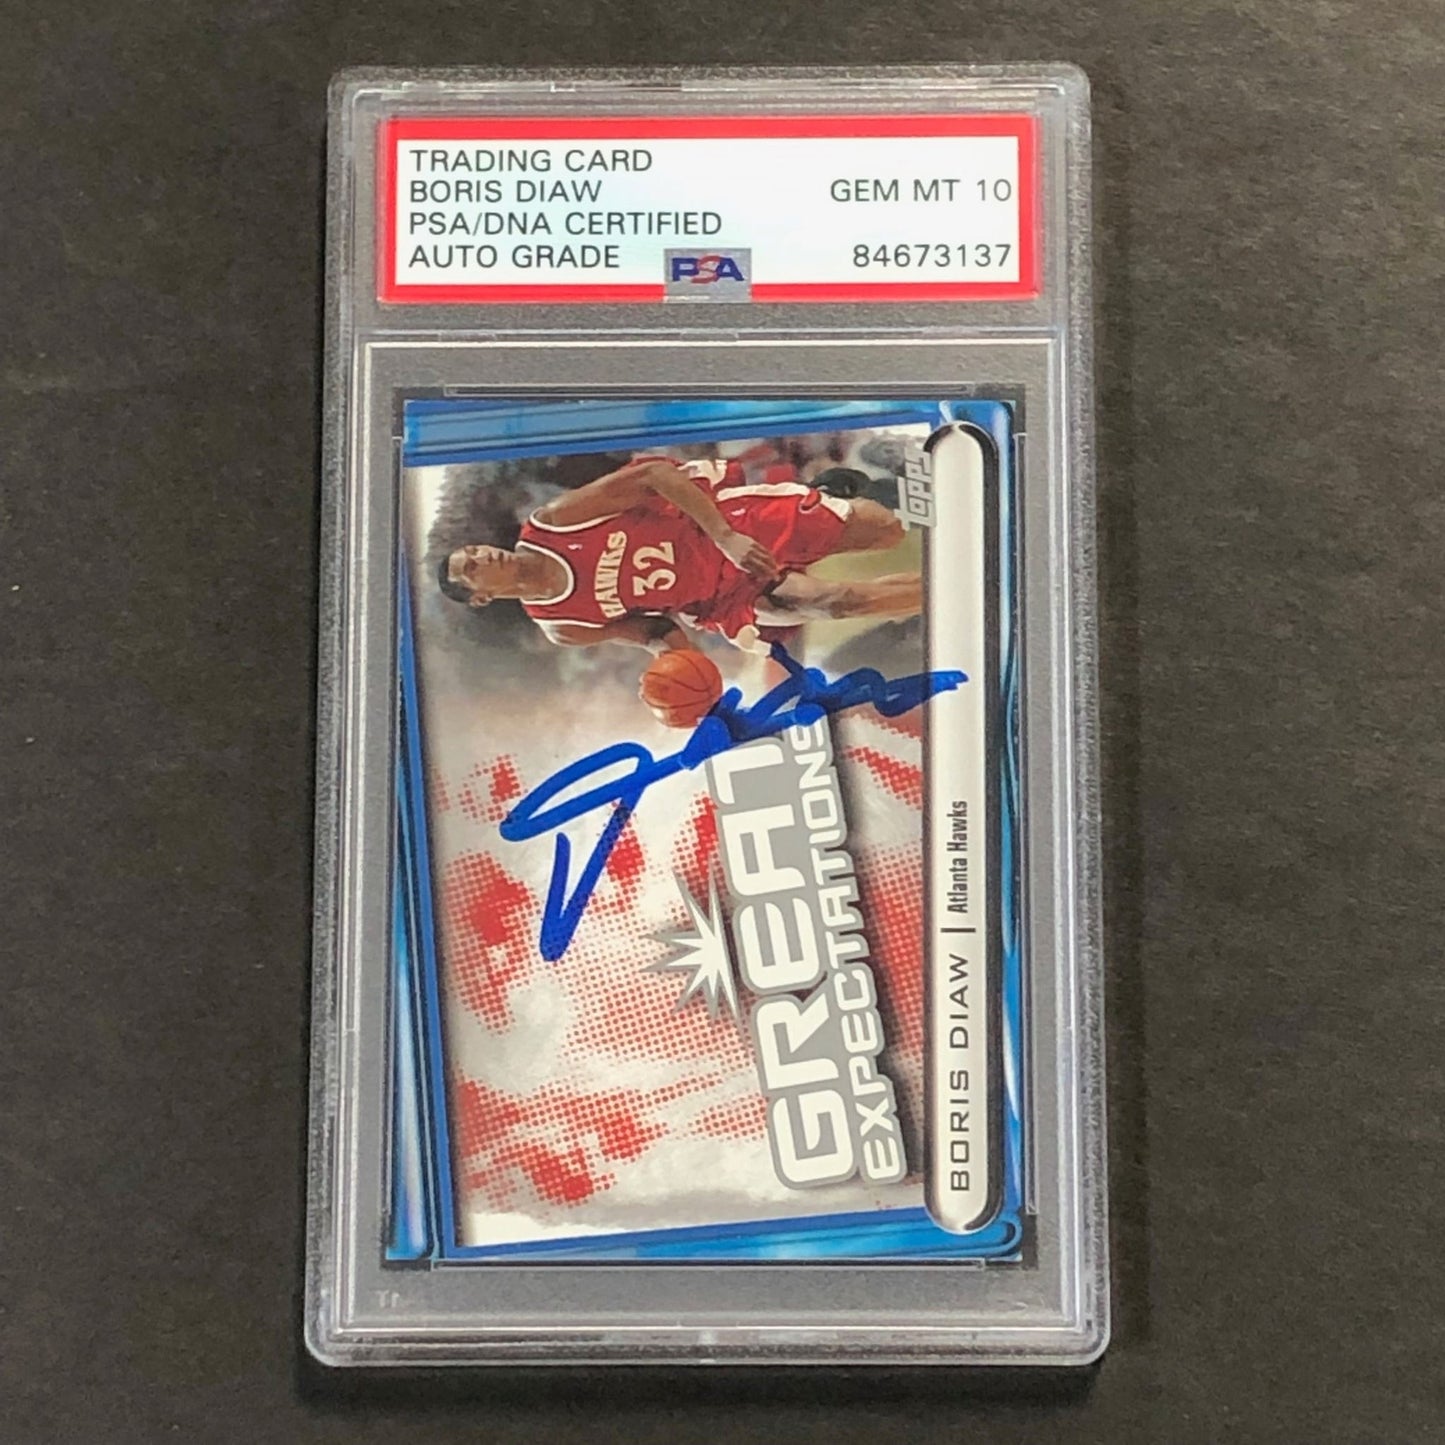 TRADING CARD
BORIS DIAW
PSA/DNA CERTIFIED
AUTO GRADE
GEM MT 10
84673137
PSA
Topps
HAWKS
32
GREAT
EXPECTATIONS
BORIS DIAW | Atlanta Hawks